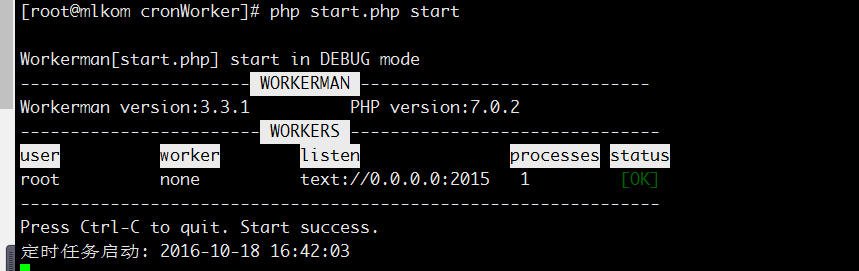 [root@mlkom cronWorker]# php start.php start
Workerman[start.php] start in DEBUG mode
----------------------- WORKERMAN -----------------------------
Workerman version:3.3.1          PHP version:7.0.2
------------------------ WORKERS -------------------------------
user          worker        listen               processes status
root          none          text://0.0.0.0:2015   1         [OK]
----------------------------------------------------------------
Press Ctrl-C to quit. Start success.
定时任务启动: 2016-10-18 16:42:03